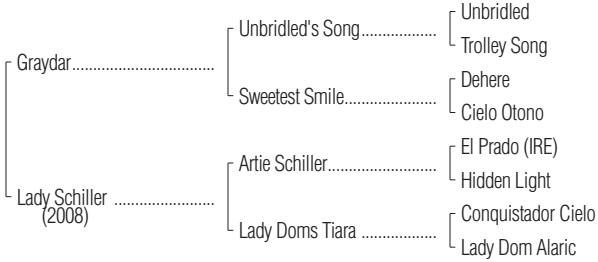 Unbridled
Unbridled's Song..................
Trolley Song
Graydar..................................
Dehere
Sweetest Smile......................
Cielo Otono
El Prado (IRE)
Artie Schiller..........................
Hidden Light
Lady Schiller ........................
(2008)
Conquistador Cielo
Lady Doms Tiara ..................
Lady Dom Alaric